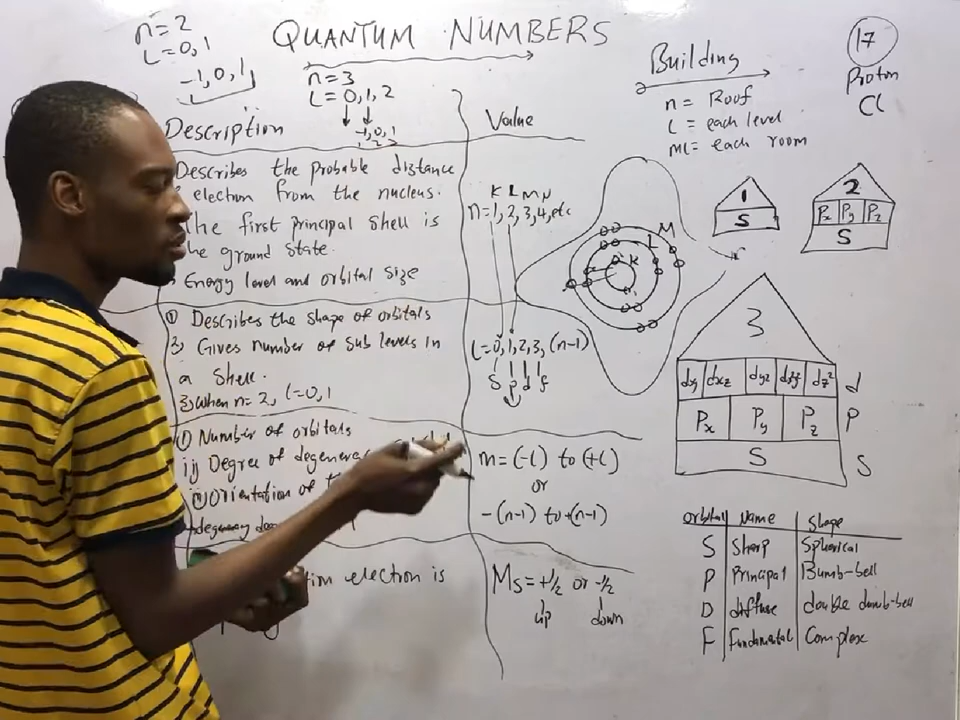 n = 2
L = 0, 1
-1, 0, 1
QUANTUM NUMBERS
n = 3
L = 0, 1, 2
-1, 0, 1
Description
Value
Describes the probable distance
electron from the nucleus.
the first principal shell is
the ground state.
Energy level and orbital size
K L M N
n = 1, 2, 3, 4, etc
① Describes the shape of orbitals
2) Gives number of sub levels in
a shell.
3) When n = 2, L = 0, 1
L = 0, 1, 2, 3, (n-1)
S p d f
(i) Number of orbitals
ii) Degree of
Orientation of
m = (-L) to (+L)
or
-(n-1) to +(n-1)
electron is
Ms = +1/2 or -1/2
up down
K L M
Building
n = Roof
L = each level
ML = each room
17
Proton
Cl
1
S
2
Px Py Pz
S
3
dxy dxz dyz dz² d
Px Py Pz P
S S
orbital Name Shape
S Sharp Spherical
P Principal Bumb-bell
D diffuse double dumb-bell
F Fundamental Complex